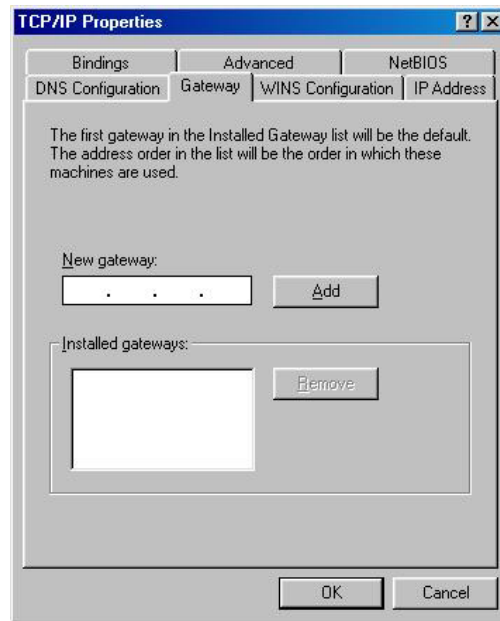 TCP/IP Properties ? X
Bindings Advanced NetBIOS
DNS Configuration Gateway WINS Configuration IP Address
The first gateway in the Installed Gateway list will be the default.
The address order in the list will be the order in which these
machines are used.
New gateway:
. . .
Add
Installed gateways:
Remove
OK Cancel